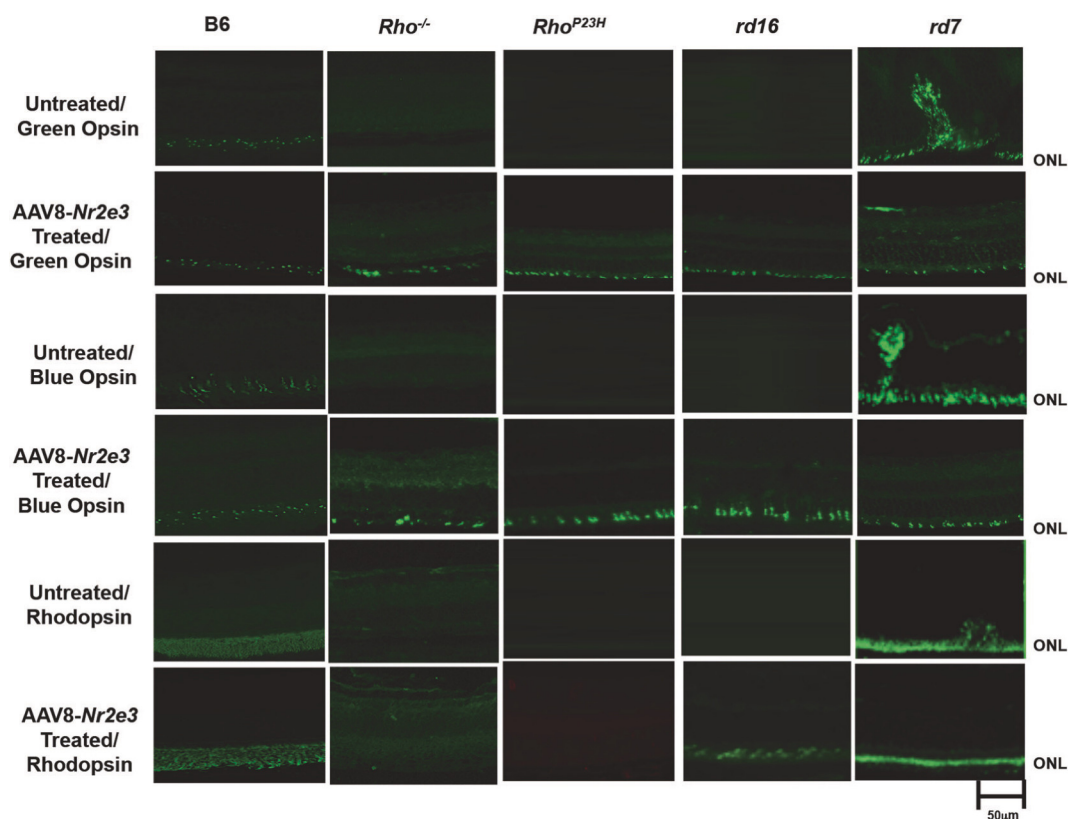 B6 Rho-/- RhoP23H rd16 rd7
Untreated/
Green Opsin
ONL
AAV8-Nr2e3
Treated/
Green Opsin
ONL
Untreated/
Blue Opsin
ONL
AAV8-Nr2e3
Treated/
Blue Opsin
ONL
Untreated/
Rhodopsin
ONL
AAV8-Nr2e3
Treated/
Rhodopsin
ONL
50µm